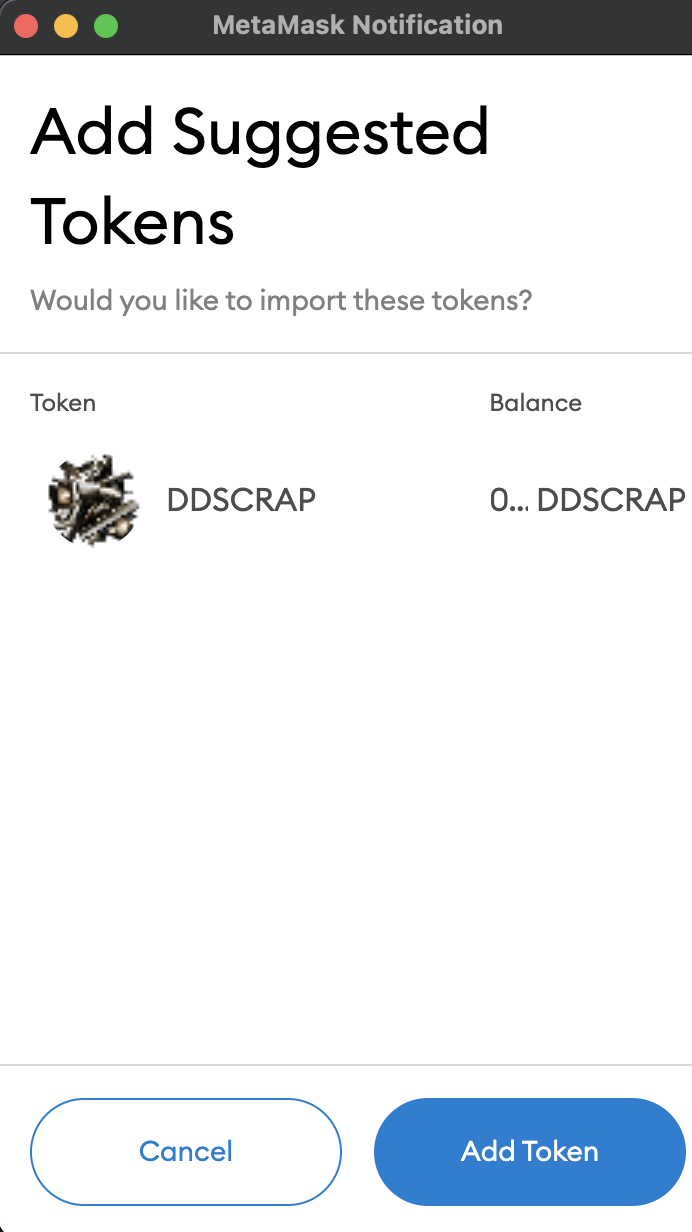 MetaMask Notification
Add Suggested
Tokens
Would you like to import these tokens?
Token Balance
DDSCRAP 0... DDSCRAP
Cancel Add Token